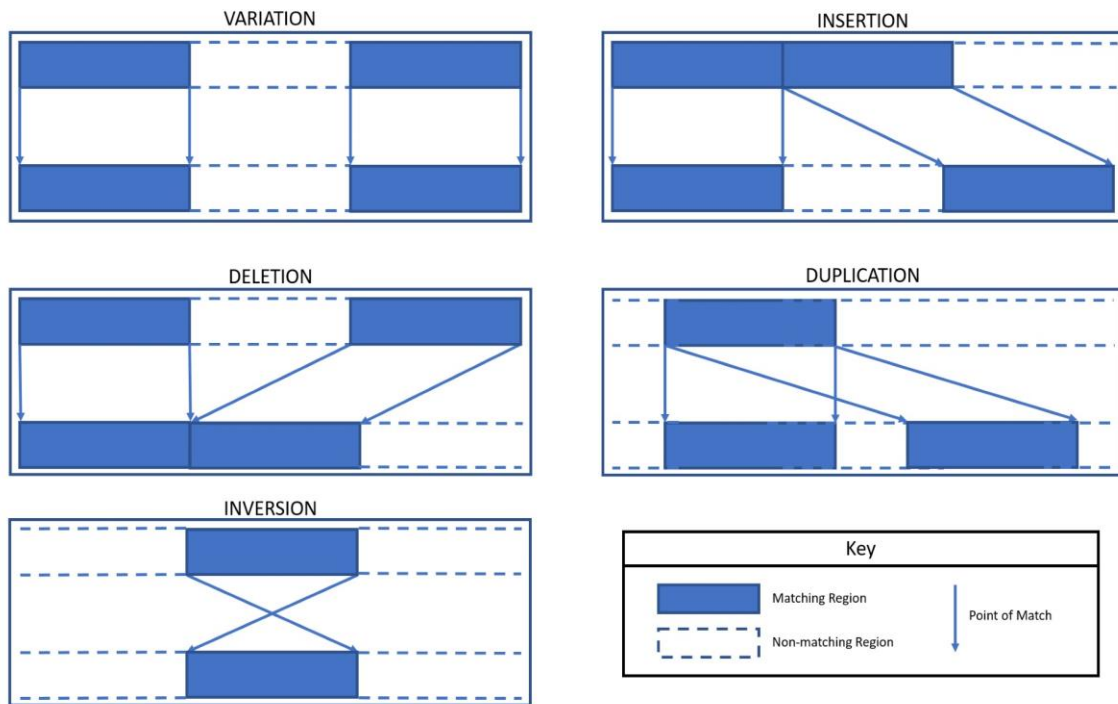 VARIATION
INSERTION
DELETION
DUPLICATION
INVERSION
Key
Matching Region
Non-matching Region
Point of Match